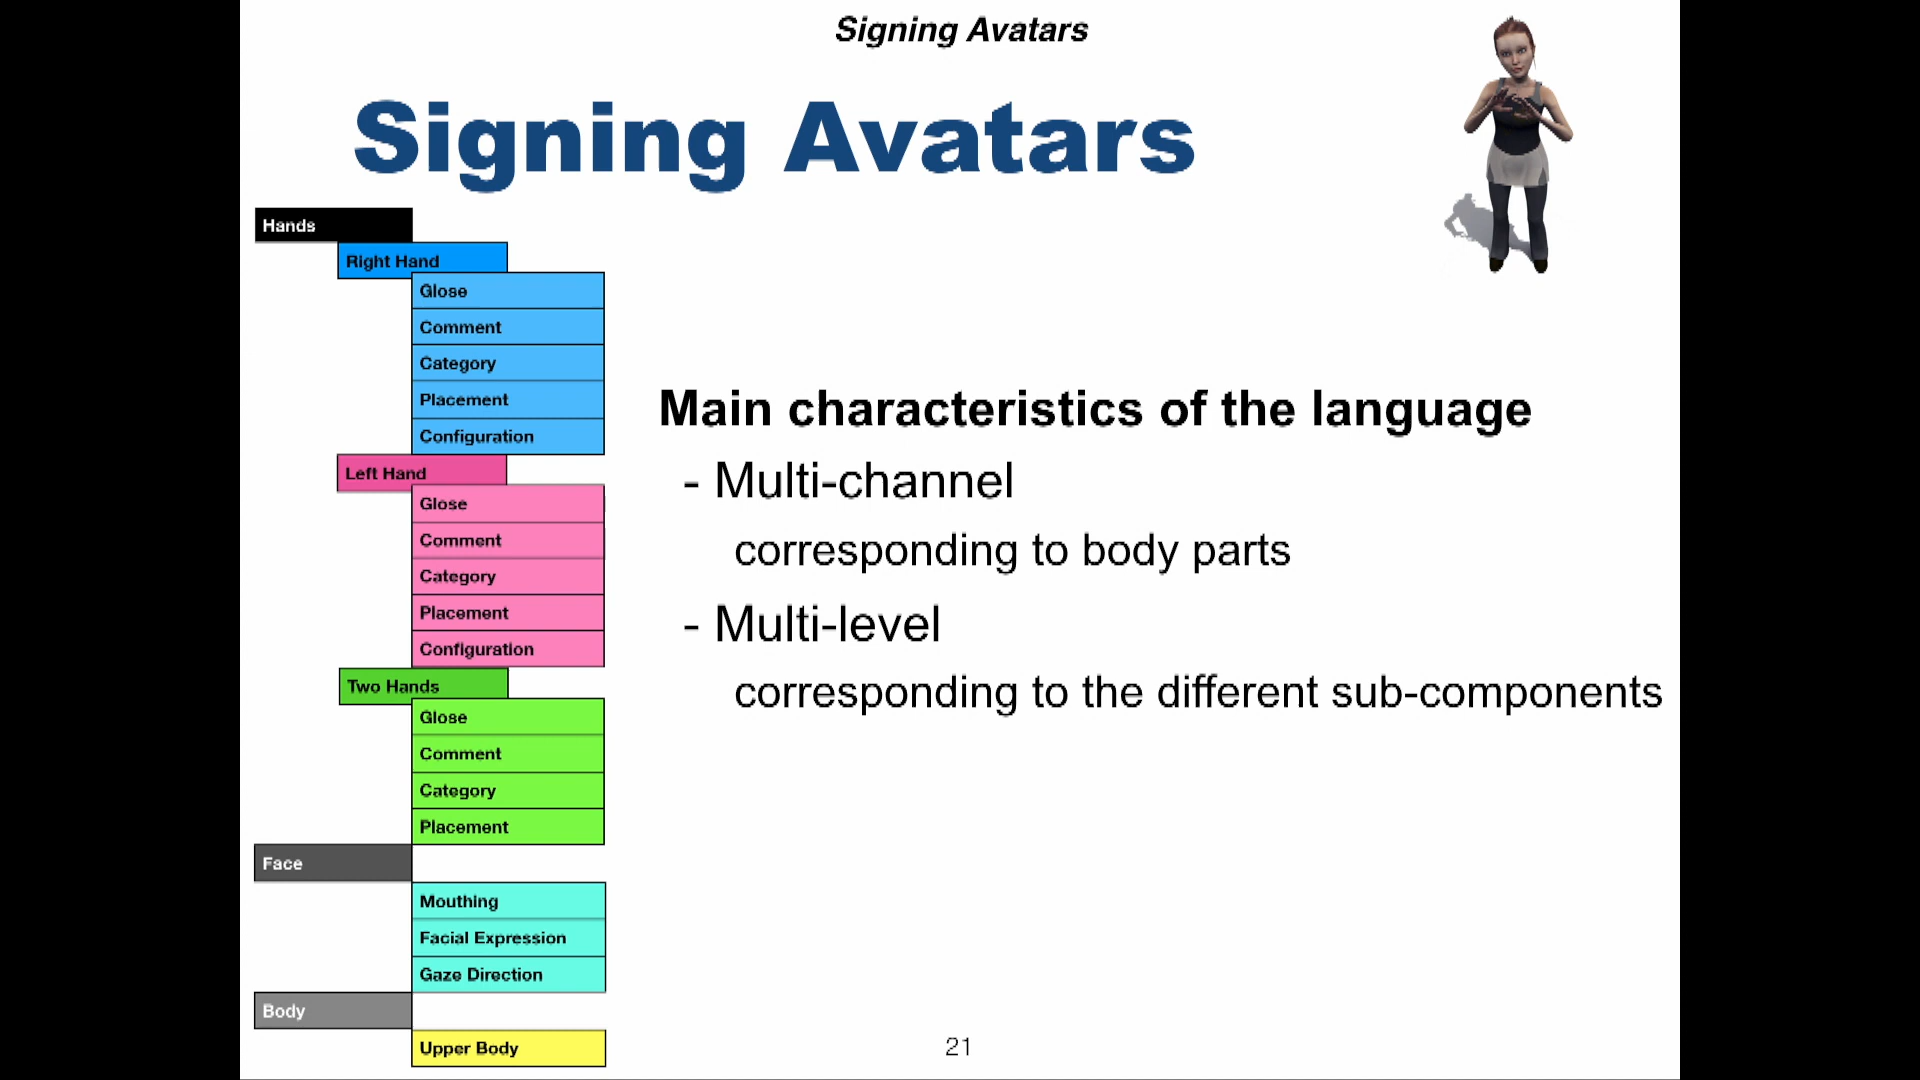 Signing Avatars
Signing Avatars
Hands
Right Hand
Glose
Comment
Category
Placement
Configuration
Left Hand
Glose
Comment
Category
Placement
Configuration
Two Hands
Glose
Comment
Category
Placement
Face
Mouthing
Facial Expression
Gaze Direction
Body
Upper Body
Main characteristics of the language
- Multi-channel
corresponding to body parts
- Multi-level
corresponding to the different sub-components
21